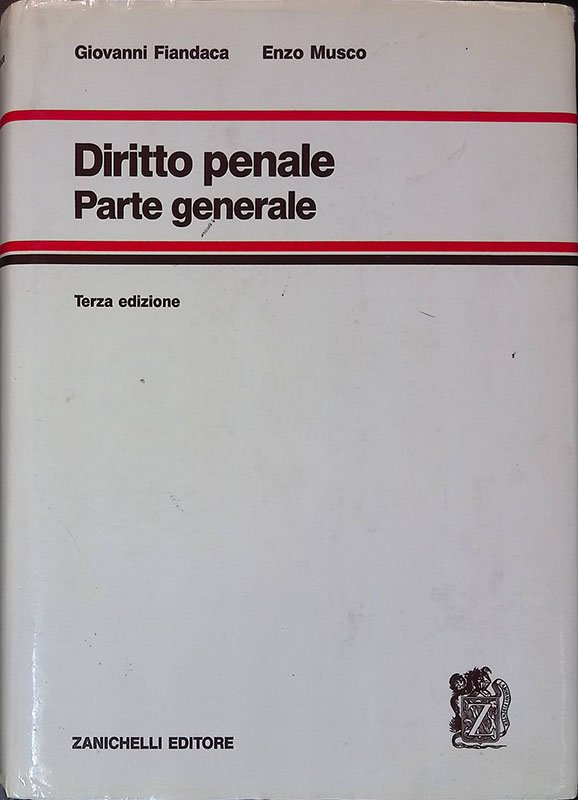 Giovanni Fiandaca Enzo Musco
Diritto penale
Parte generale
Terza edizione
Z
ZANICHELLI EDITORE